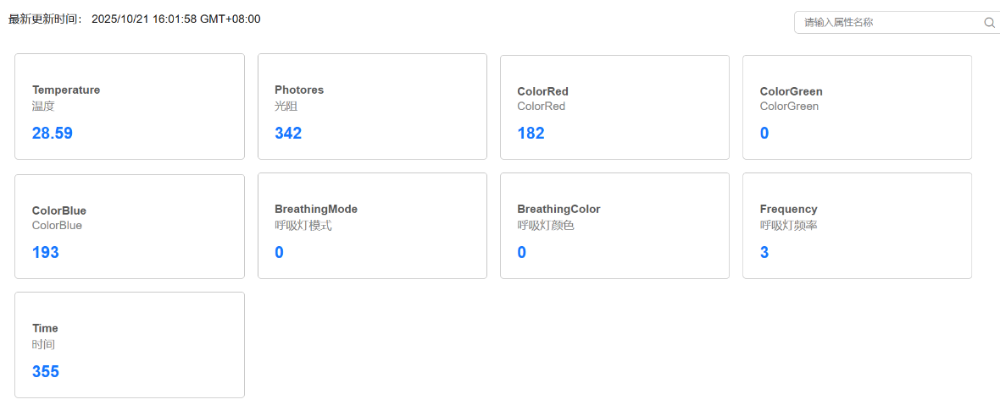 最新更新时间： 2025/10/21 16:01:58 GMT+08:00
请输入属性名称
Temperature
温度
28.59
Photores
光阻
342
ColorRed
ColorRed
182
ColorGreen
ColorGreen
0
ColorBlue
ColorBlue
193
BreathingMode
呼吸灯模式
0
BreathingColor
呼吸灯颜色
0
Frequency
呼吸灯频率
3
Time
时间
355